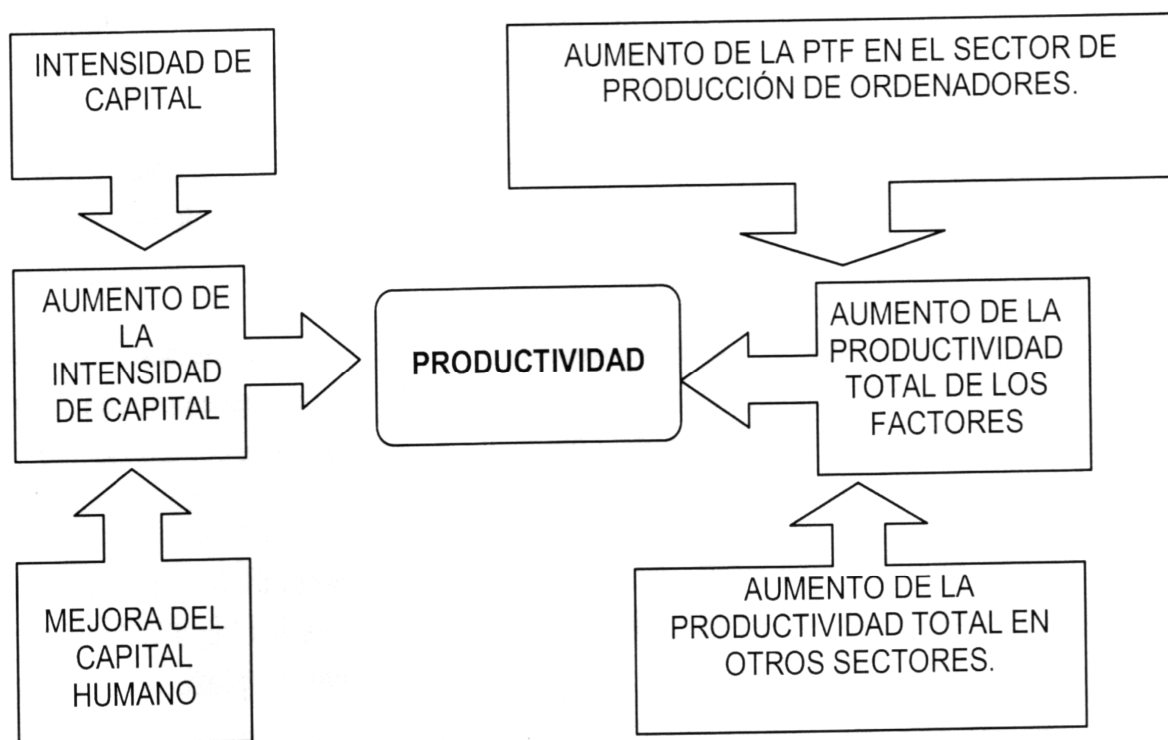 INTENSIDAD DE
CAPITAL
AUMENTO DE LA PTF EN EL SECTOR DE
PRODUCCIÓN DE ORDENADORES.
AUMENTO DE
LA
INTENSIDAD
DE CAPITAL
PRODUCTIVIDAD
AUMENTO DE LA
PRODUCTIVIDAD
TOTAL DE LOS
FACTORES
MEJORA DEL
CAPITAL
HUMANO
AUMENTO DE LA
PRODUCTIVIDAD TOTAL EN
OTROS SECTORES.